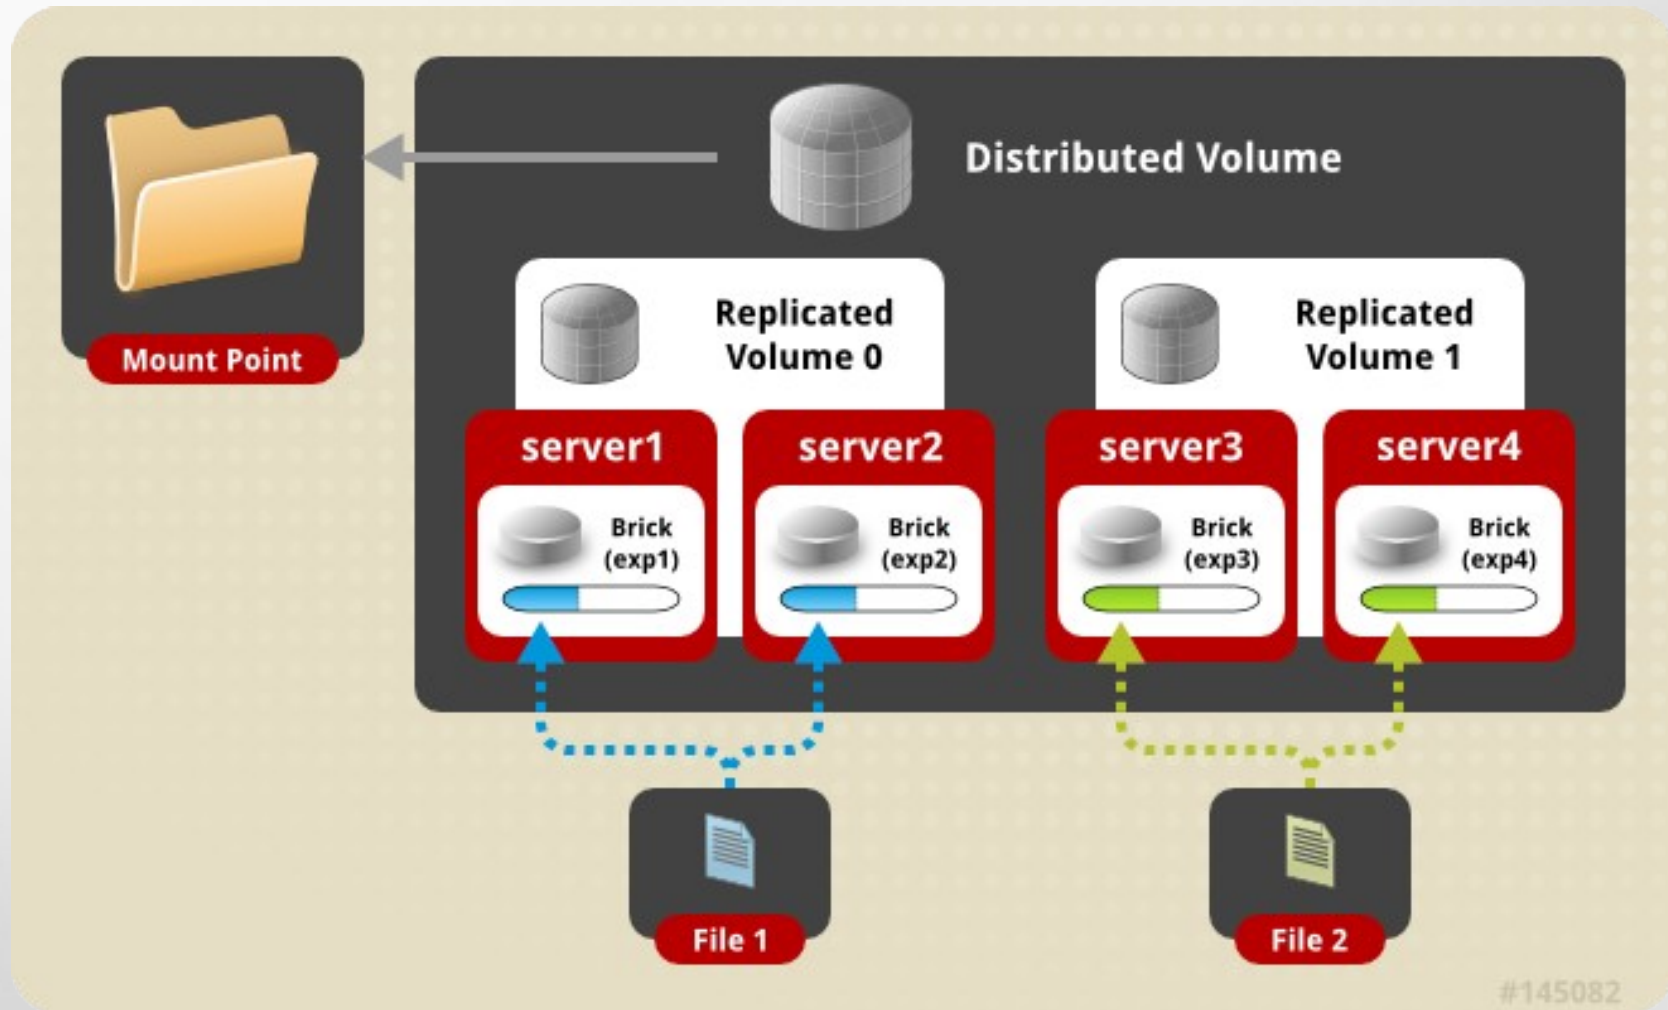 Distributed Volume
Mount Point
Replicated
Volume 0
Replicated
Volume 1
server1
server2
server3
server4
Brick
(exp1)
Brick
(exp2)
Brick
(exp3)
Brick
(exp4)
File 1
File 2
#145082